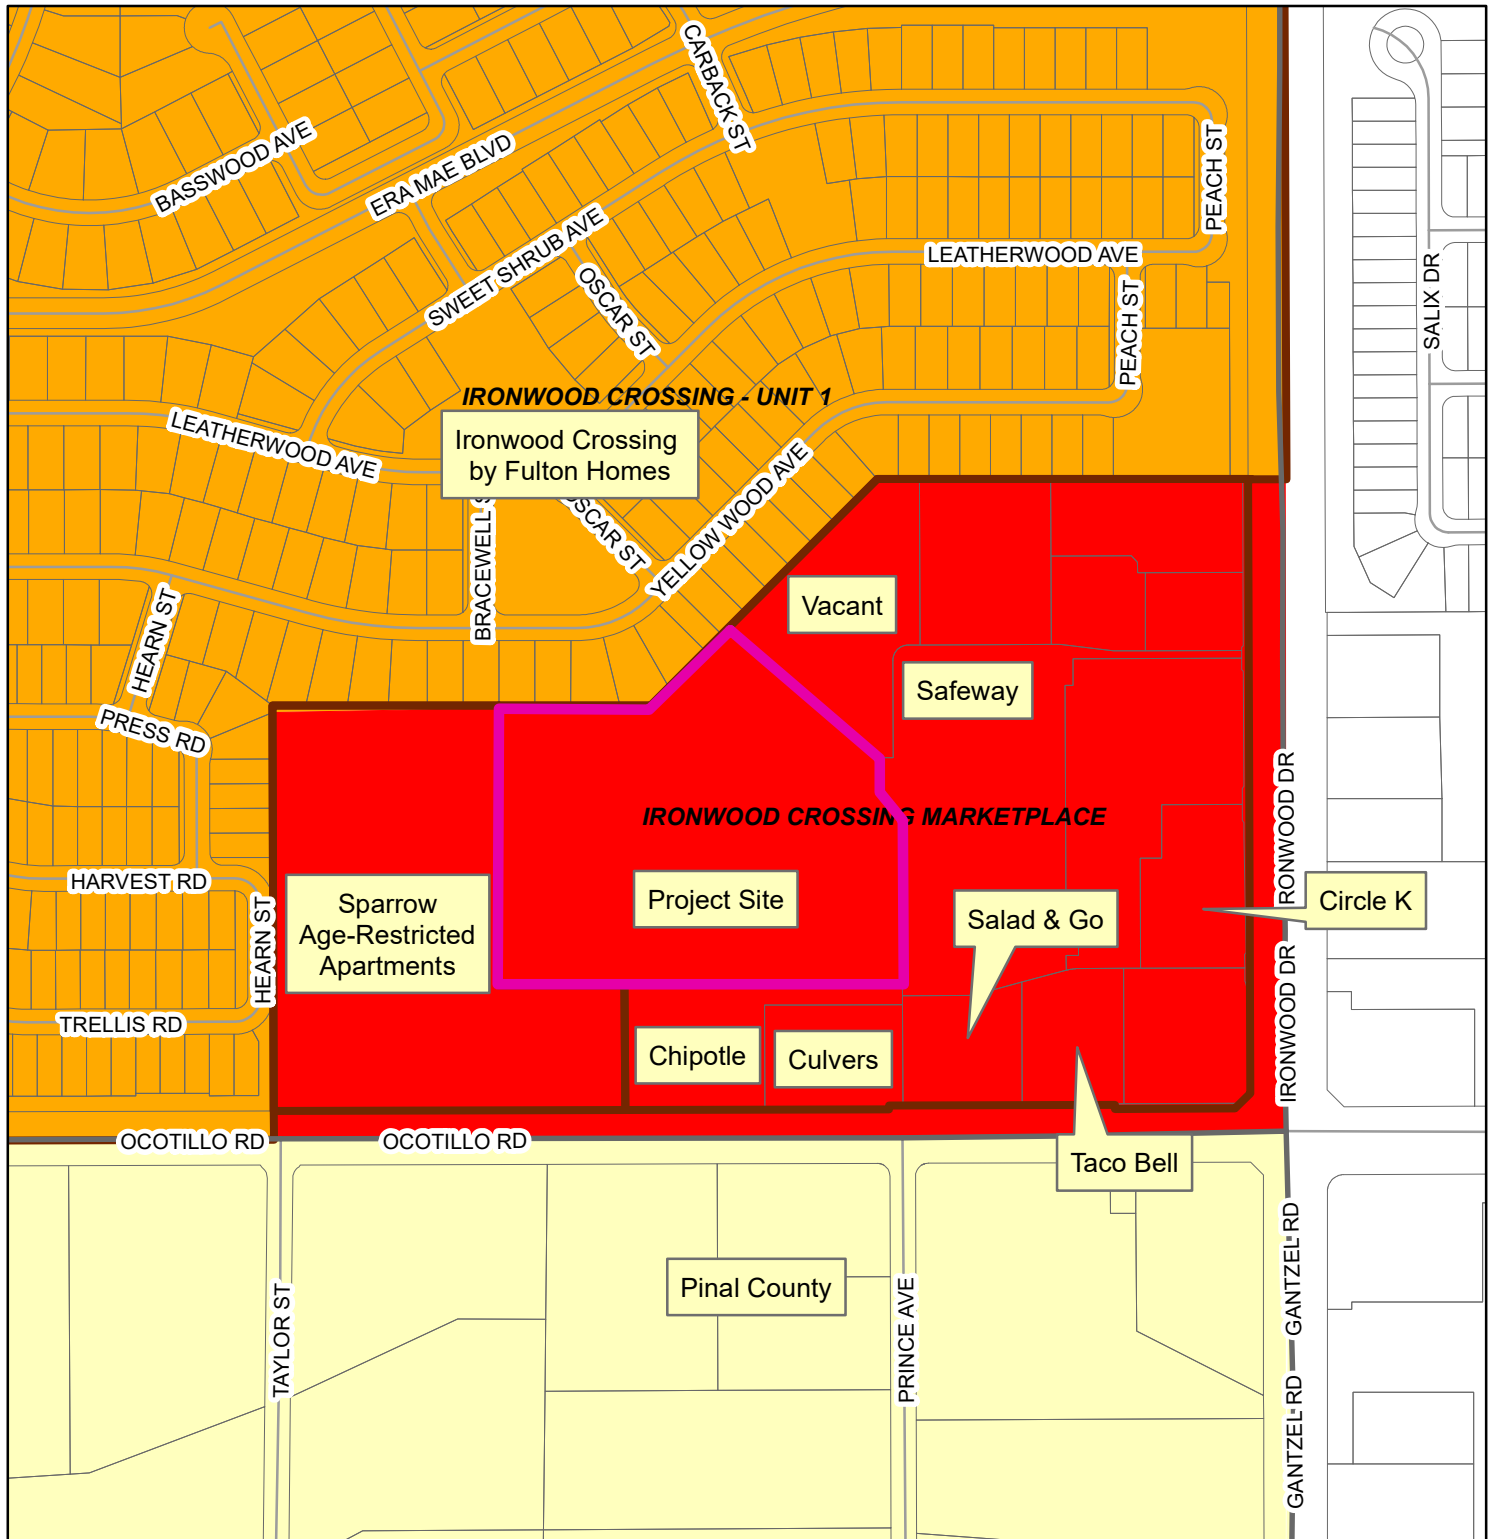 CARBACK ST
BASSWOOD AVE
ERA MAE BLVD
PEACH ST
SWEET SHRUB AVE
LEATHERWOOD AVE
OSCAR ST
PEACH ST
SALIX DR
IRONWOOD CROSSING - UNIT 1
LEATHERWOOD AVE
Ironwood Crossing
by Fulton Homes
YELLOW WOOD AVE
OSCAR ST
BRACEWELL S
HEARN ST
Vacant
Safeway
PRESS RD
IRONWOOD DR
IRONWOOD CROSSING MARKETPLACE
HARVEST RD
Sparrow
Age-Restricted
Apartments
Project Site
Salad & Go
Circle K
HEARN ST
IRONWOOD DR
TRELLIS RD
Chipotle
Culvers
OCOTILLO RD
OCOTILLO RD
Taco Bell
GANTZEL RD
Pinal County
TAYLOR ST
PRINCE AVE
GANTZEL RD